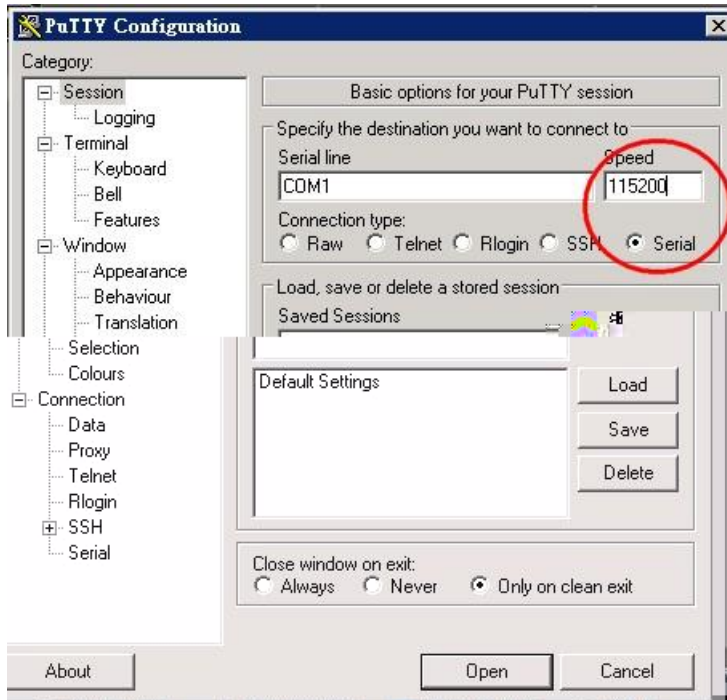 PuTTY Configuration
Category:
Session
Logging
Terminal
Keyboard
Bell
Features
Window
Appearance
Behaviour
Translation
Selection
Colours
Connection
Data
Proxy
Telnet
Rlogin
SSH
Serial
Basic options for your PuTTY session
Specify the destination you want to connect to
Serial line Speed
COM1 115200
Connection type:
Raw Telnet Rlogin SSH Serial
Load, save or delete a stored session
Saved Sessions
Default Settings
Load
Save
Delete
Close window on exit:
Always Never Only on clean exit
About Open Cancel